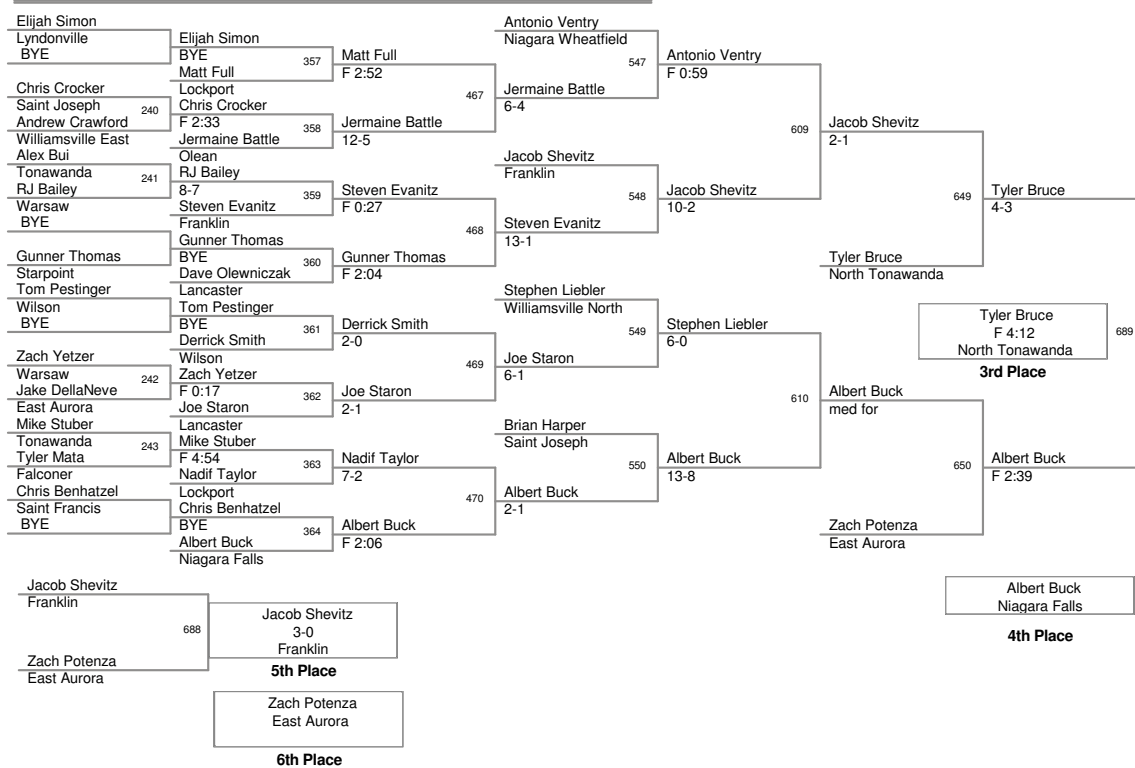 Elijah Simon
Lyndonville
BYE
Chris Crocker
Saint Joseph
240
Andrew Crawford
Williamsville East
Alex Bui
Tonawanda
241
RJ Bailey
Warsaw
BYE
Gunner Thomas
Starpoint
Tom Pestinger
Wilson
BYE
Zach Yetzer
Warsaw
242
Jake DellaNeve
East Aurora
Mike Stuber
Tonawanda
243
Tyler Mata
Falconer
Chris Benhatzel
Saint Francis
BYE
Elijah Simon
BYE
357
Matt Full
Lockport
Chris Crocker
F 2:33
358
Jermaine Battle
Olean
RJ Bailey
8-7
359
Steven Evanitz
Franklin
Gunner Thomas
BYE
360
Dave Olewniczak
Lancaster
Tom Pestinger
BYE
361
Derrick Smith
Wilson
Zach Yetzer
F 0:17
362
Joe Staron
Lancaster
Mike Stuber
F 4:54
363
Nadif Taylor
Lockport
Chris Benhatzel
BYE
364
Albert Buck
Niagara Falls
Matt Full
F 2:52
467
Jermaine Battle
12-5
Steven Evanitz
F 0:27
468
Gunner Thomas
F 2:04
Derrick Smith
2-0
469
Joe Staron
2-1
Nadif Taylor
7-2
470
Albert Buck
F 2:06
Antonio Ventry
Niagara Wheatfield
547
Jermaine Battle
6-4
Jacob Shevitz
Franklin
548
Steven Evanitz
13-1
Stephen Liebler
Williamsville North
549
Joe Staron
6-1
Brian Harper
Saint Joseph
550
Albert Buck
2-1
Antonio Ventry
F 0:59
609
Jacob Shevitz
10-2
Stephen Liebler
6-0
610
Albert Buck
13-8
Jacob Shevitz
2-1
649
Tyler Bruce
North Tonawanda
Albert Buck
med for
650
Zach Potenza
East Aurora
Tyler Bruce
4-3
Tyler Bruce
F 4:12
North Tonawanda
689
3rd Place
Albert Buck
F 2:39
Albert Buck
Niagara Falls
4th Place
Jacob Shevitz
Franklin
688
Zach Potenza
East Aurora
Jacob Shevitz
3-0
Franklin
5th Place
Zach Potenza
East Aurora
6th Place